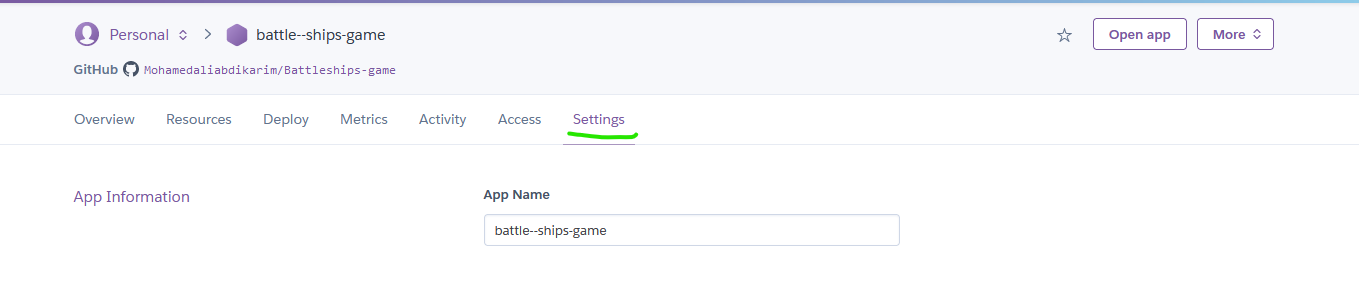 Personal battle--ships-game Open app More
GitHub Mohamedaliabdikarim/Battleships-game
Overview Resources Deploy Metrics Activity Access Settings
App Information App Name
battle--ships-game